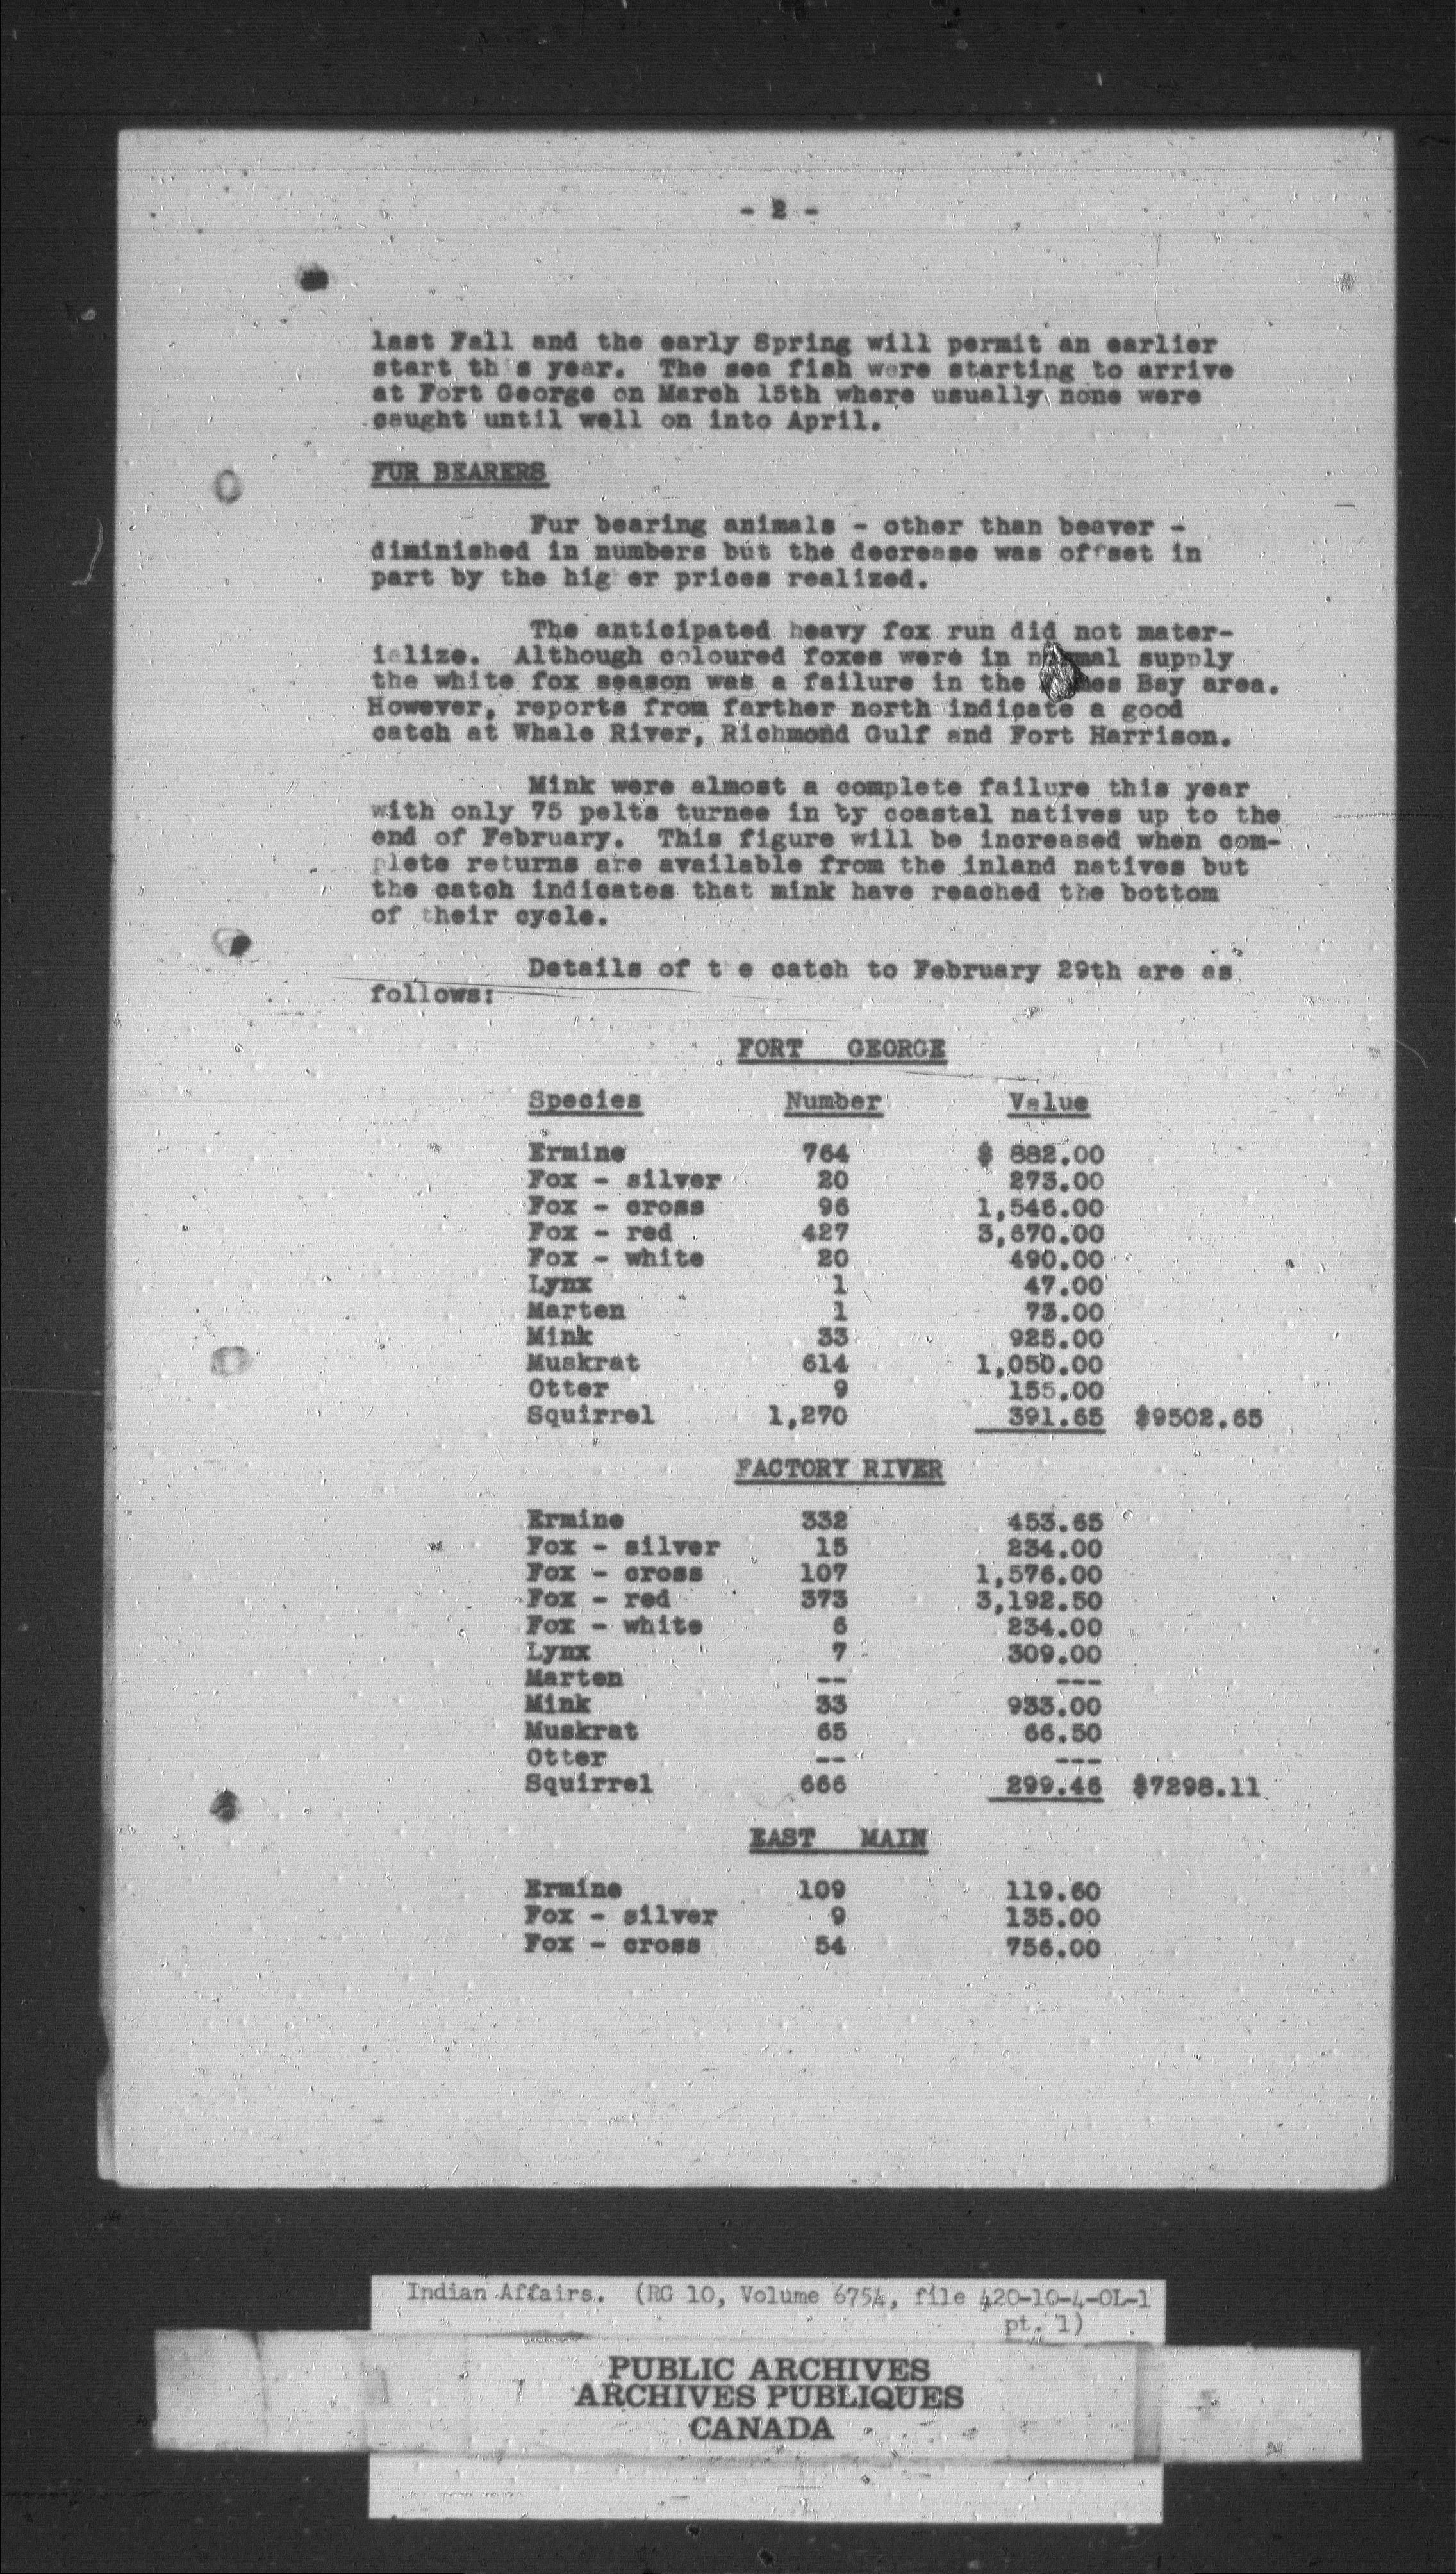 - 2 -
last Fall and the early Spring will permit an earlier
start th s year. The sea fish were starting to arrive
at Fort George on March 15th where usually none were
caught until well on into April.
FUR BEARERS
Fur bearing animals - other than beaver -
diminished in numbers but the decrease was offset in
part by the hig er prices realized.
The anticipated heavy fox run did not mater-
ialize. Although coloured foxes were in normal supply
the white fox season was a failure in the James Bay area.
However, reports from farther north indicate a good
catch at Whale River, Richmond Gulf and Fort Harrison.
Mink were almost a complete failure this year
with only 75 pelts turnee in by coastal natives up to the
end of February. This figure will be increased when com-
plete returns are available from the inland natives but
the catch indicates that mink have reached the bottom
of their cycle.
Details of t e catch to February 29th are as
follows:
FORT GEORGE
Species Number Value
Ermine 764 $ 882.00
Fox - silver 20 273.00
Fox - cross 96 1,546.00
Fox - red 427 3,670.00
Fox - white 20 490.00
Lynx 1 47.00
Marten 1 73.00
Mink 33 925.00
Muskrat 614 1,050.00
Otter 9 155.00
Squirrel 1,270 391.65 $9502.65
FACTORY RIVER
Ermine 332 453.65
Fox - silver 15 234.00
Fox - cross 107 1,576.00
Fox - red 373 3,192.50
Fox - white 6 234.00
Lynx 7 309.00
Marten -- ---
Mink 33 933.00
Muskrat 65 66.50
Otter -- ---
Squirrel 666 299.46 $7298.11
EAST MAIN
Ermine 109 119.60
Fox - silver 9 135.00
Fox - cross 54 756.00
Indian Affairs. (RG 10, Volume 6754, file 420-10-4-OL-1
pt. 1)
PUBLIC ARCHIVES
ARCHIVES PUBLIQUES
CANADA